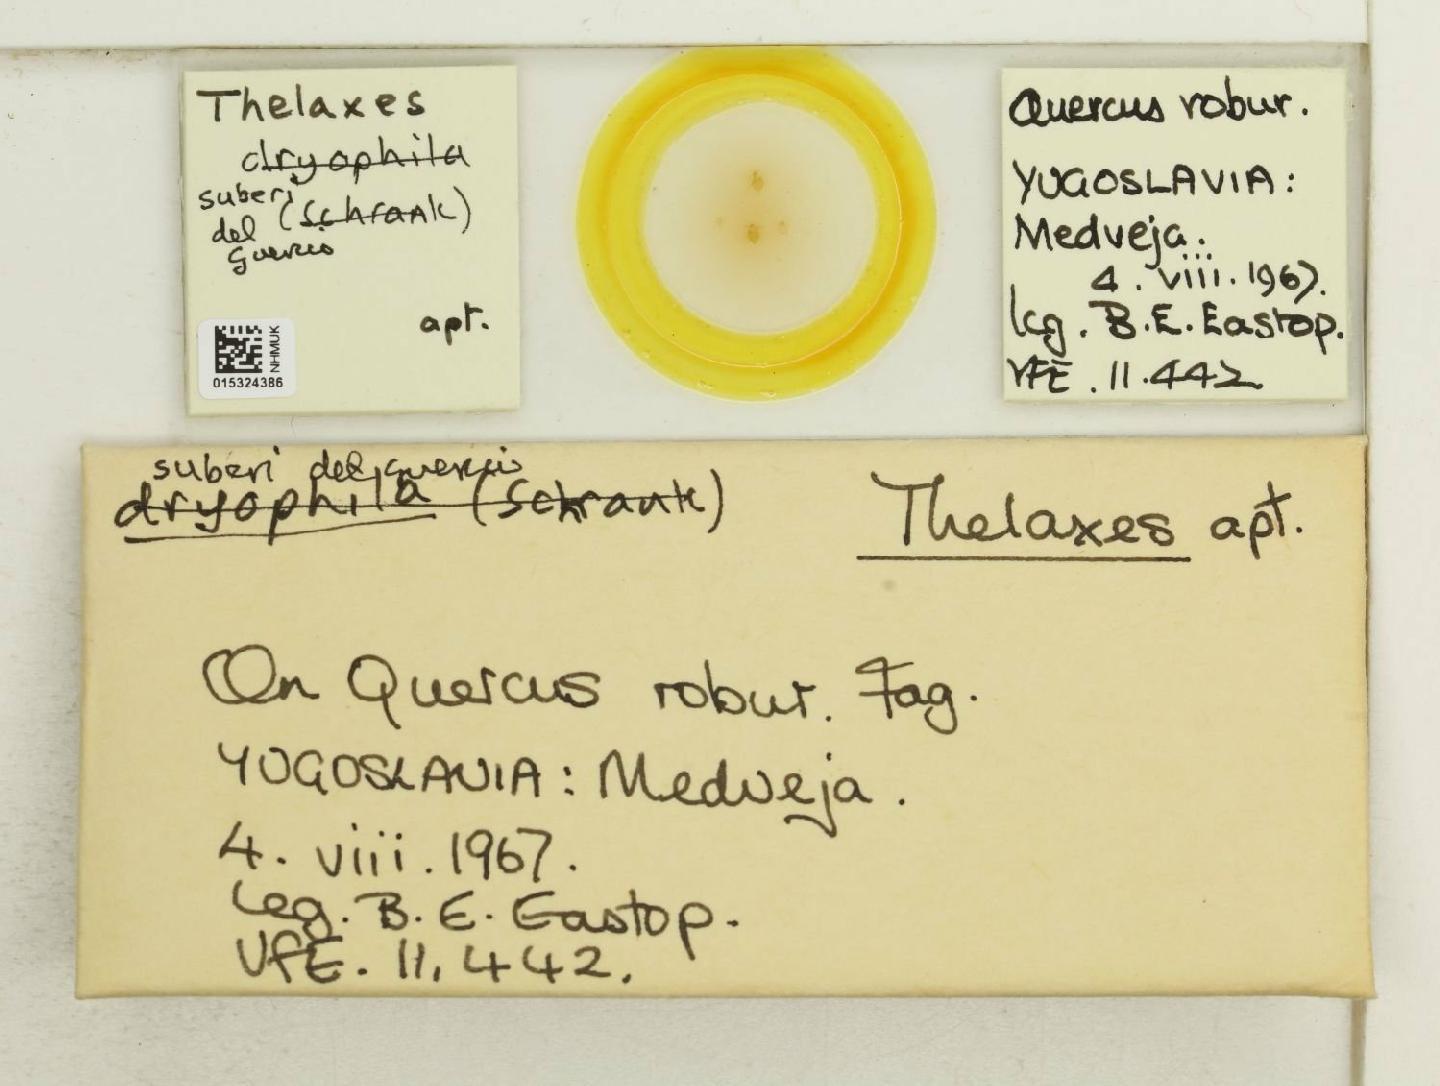 Thelaxes
dryophila
suberi
(Schrank)
del
Guercio
apt.
NHMUK
015324386
Quercus robur.
YUGOSLAVIA:
Medveja.
4. viii. 1967.
leg. B.E. Eastop.
VFE. 11.442
suberi del guercio
dryophila (Schrank)
Thelaxes apt.
On Quercus robur. Fag.
YUGOSLAVIA: Medveja.
4. viii. 1967.
Leg. B. E. Eastop.
VFE. 11.442.